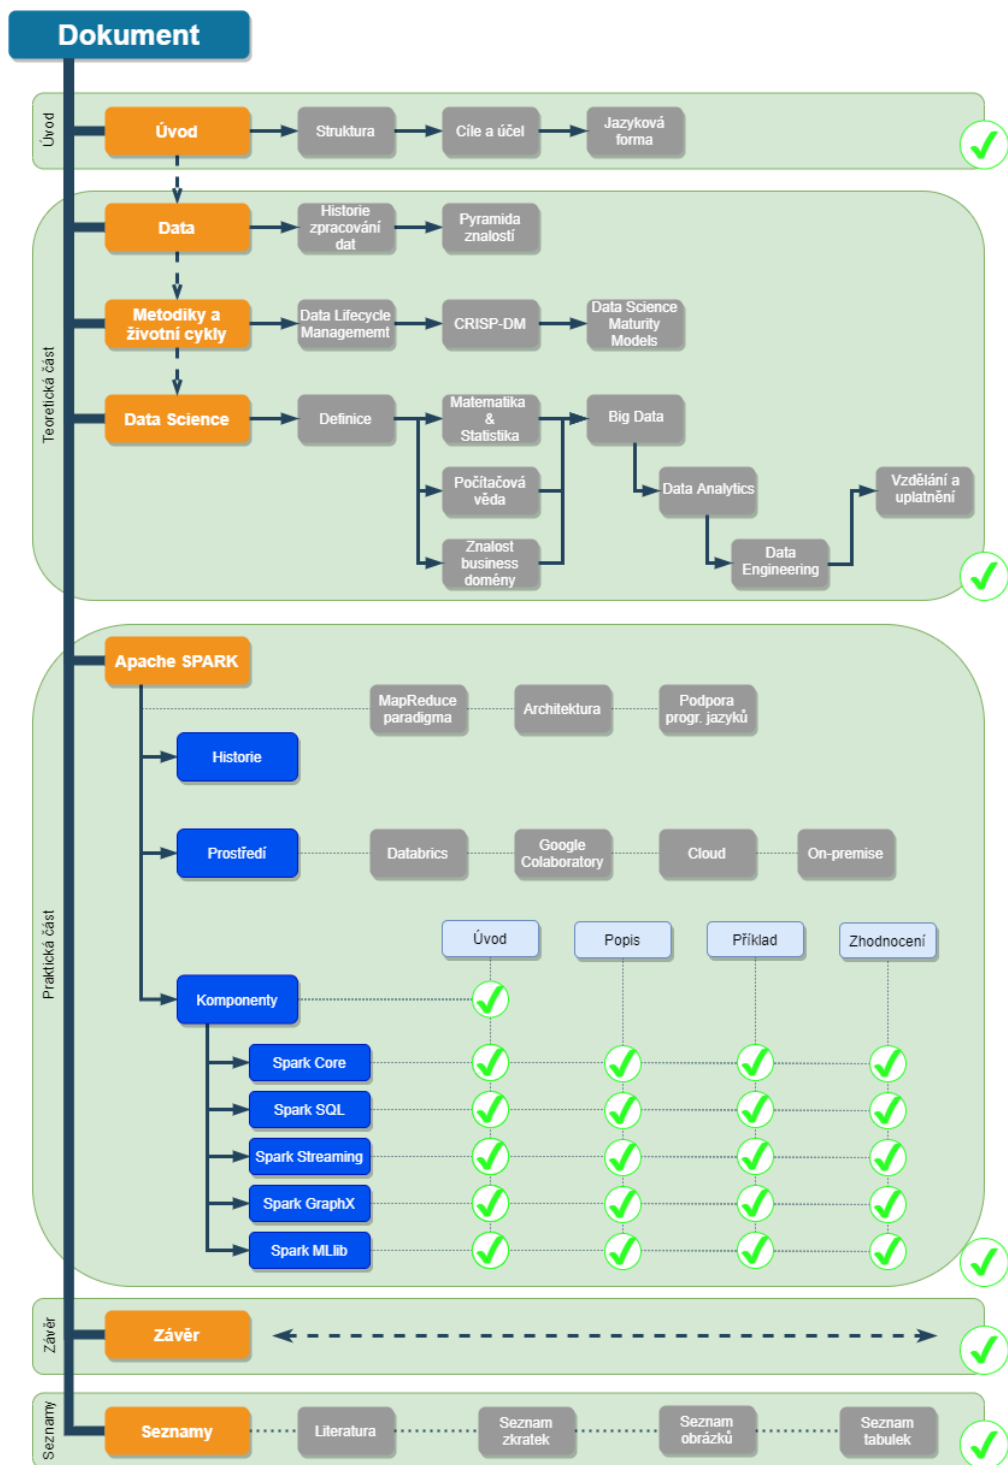 Dokument
Úvod
Úvod
Struktura
Cíle a účel
Jazyková
forma
Teoretická část
Data
Historie
zpracování
dat
Pyramida
znalostí
Metodiky a
životní cykly
Data Lifecycle
Managememt
CRISP-DM
Data Science
Maturity
Models
Data Science
Definice
Matematika
&
Statistika
Big Data
Počítačová
věda
Data Analytics
Vzdělání a
uplatnění
Znalost
business
domény
Data
Engineering
Praktická část
Apache SPARK
MapReduce
paradigma
Architektura
Podpora
progr. jazyků
Historie
Prostředí
Databrics
Google
Colaboratory
Cloud
On-premise
Úvod
Popis
Příklad
Zhodnocení
Komponenty
Spark Core
Spark SQL
Spark Streaming
Spark GraphX
Spark MLlib
Závěr
Závěr
Seznamy
Seznamy
Literatura
Seznam
zkratek
Seznam
obrázků
Seznam
tabulek